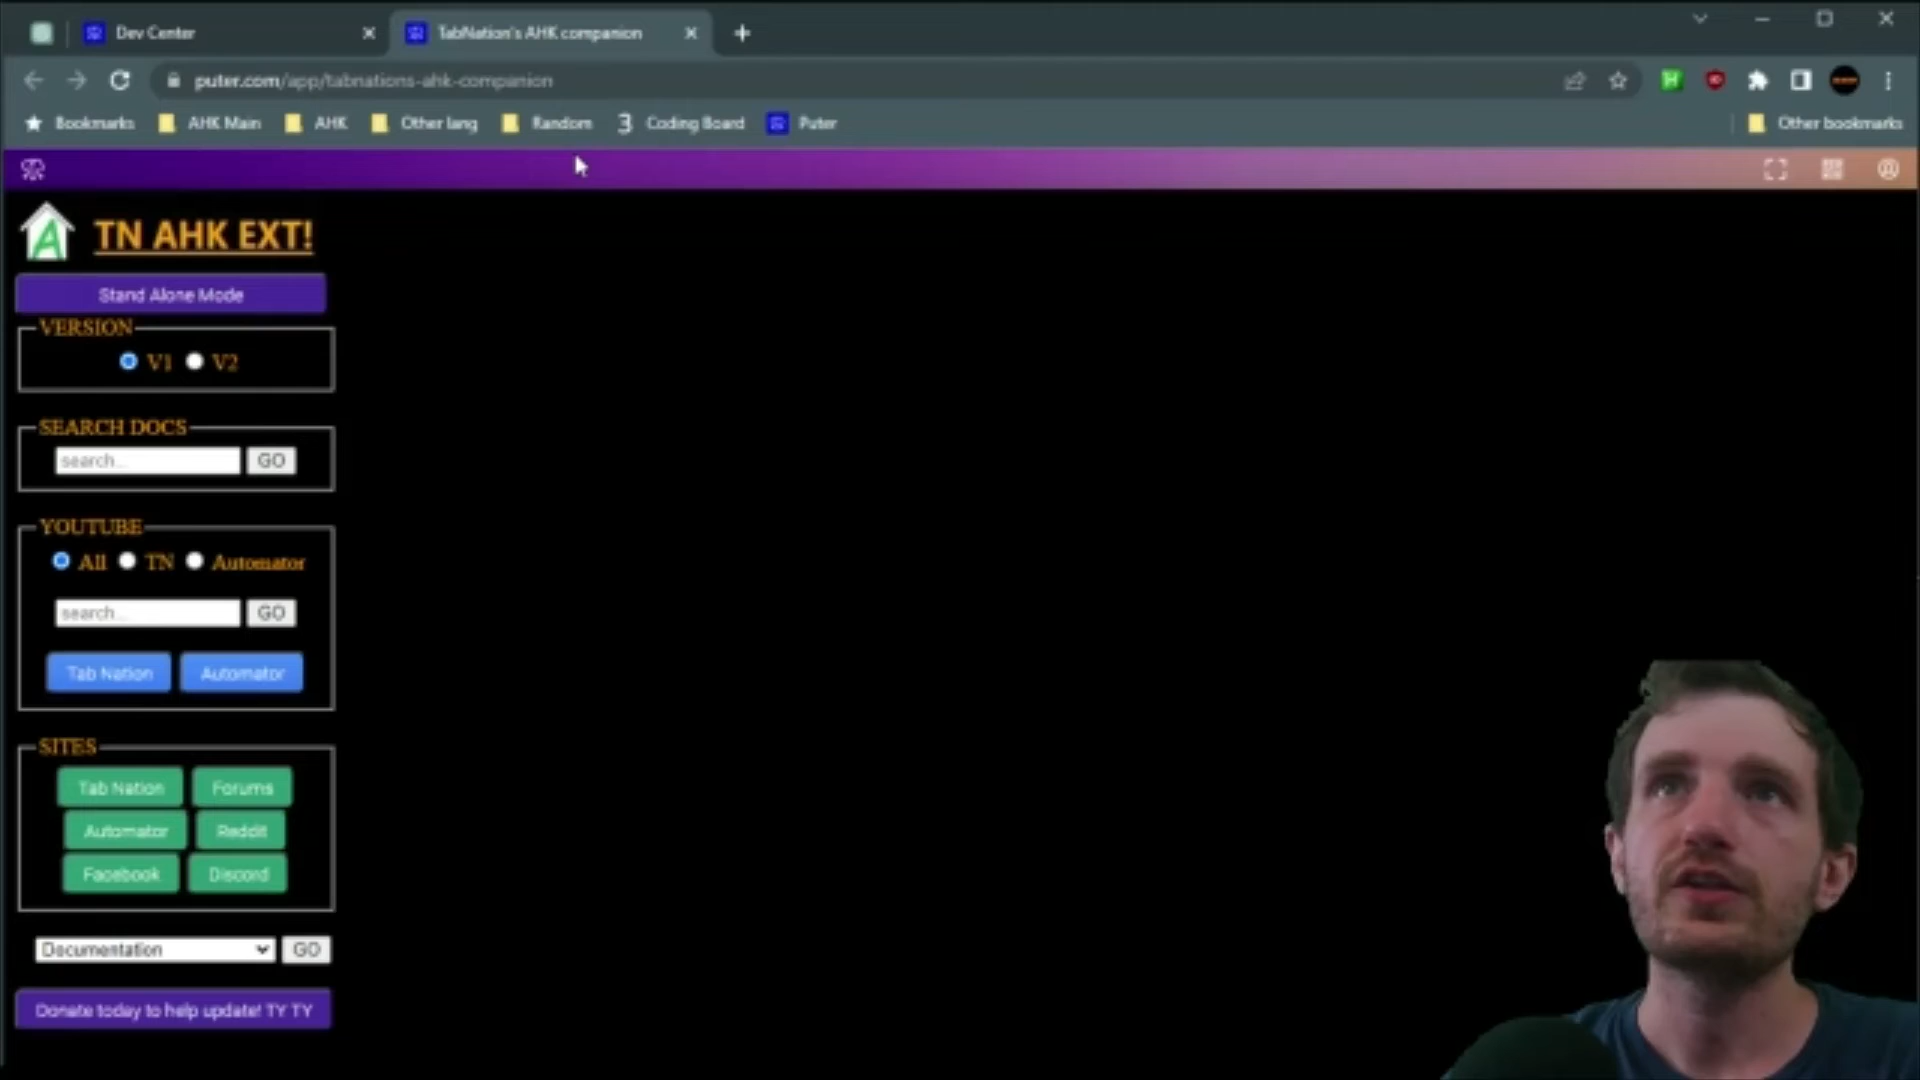 Dev Center
TabNation's AHK companion
puter.com/app/tabnations-ahk-companion
Bookmarks AHK Main AHK Other lang Random Coding Board Puter Other bookmarks
TN AHK EXT!
Stand Alone Mode
VERSION
V1 V2
SEARCH DOCS
search... GO
YOUTUBE
All TN Automator
search... GO
Tab Nation Automator
SITES
Tab Nation Forums
Automator Reddit
Facebook Discord
Documentation GO
Donate today to help update! TY TY